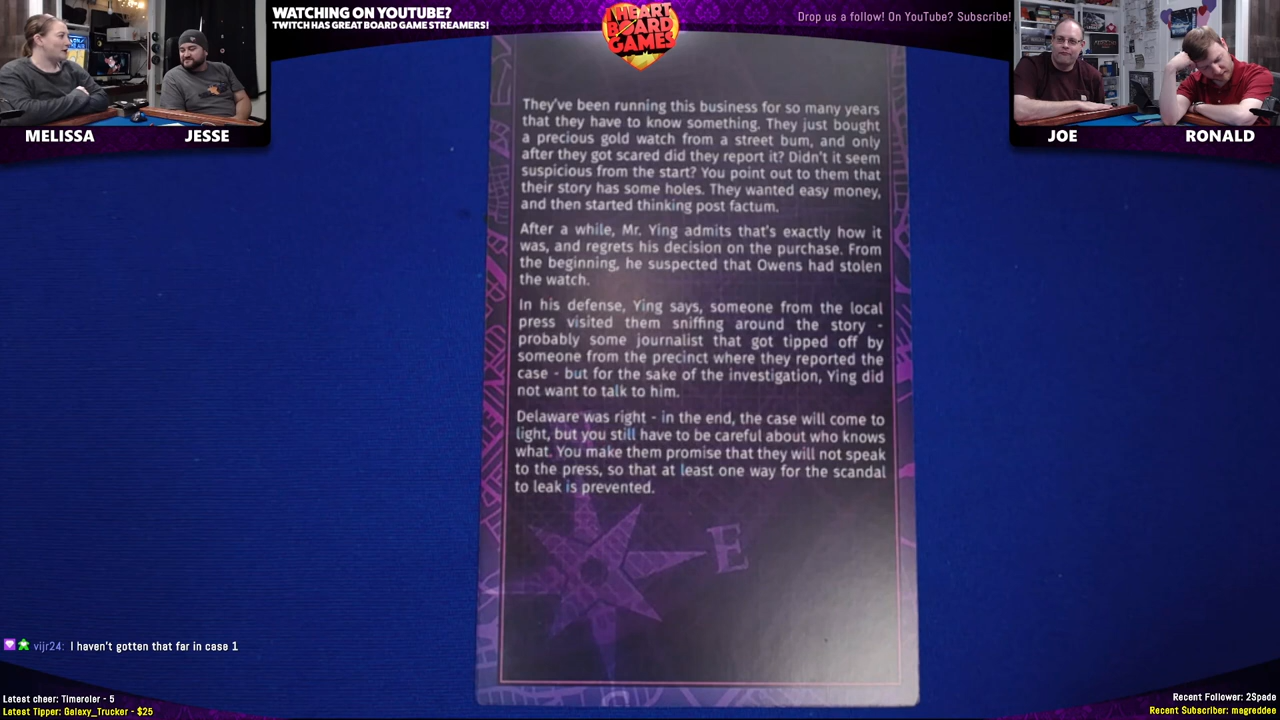 WATCHING ON YOUTUBE?
TWITCH HAS GREAT BOARD GAME STREAMERS!
I HEART
BOARD
GAMES
Drop us a follow! On YouTube? Subscribe!
MELISSA
JESSE
JOE
RONALD
They've been running this business for so many years
that they have to know something. They just bought
a precious gold watch from a street bum, and only
after they got scared did they report it? Didn't it seem
suspicious from the start? You point out to them that
their story has some holes. They wanted easy money,
and then started thinking post factum.
After a while, Mr. Ying admits that's exactly how it
was, and regrets his decision on the purchase. From
the beginning, he suspected that Owens had stolen
the watch.
In his defense, Ying says, someone from the local
press visited them sniffing around the story -
probably some journalist that got tipped off by
someone from the precinct where they reported the
case - but for the sake of the investigation, Ying did
not want to talk to him.
Delaware was right - in the end, the case will come to
light, but you still have to be careful about who knows
what. You make them promise that they will not speak
to the press, so that at least one way for the scandal
to leak is prevented.
E
vijr24: I haven't gotten that far in case 1
Latest cheer: Timeroler - 5
Latest Tipper: Galaxy_Trucker - $25
Recent Follower: 2Spede
Recent Subscriber: magreddee